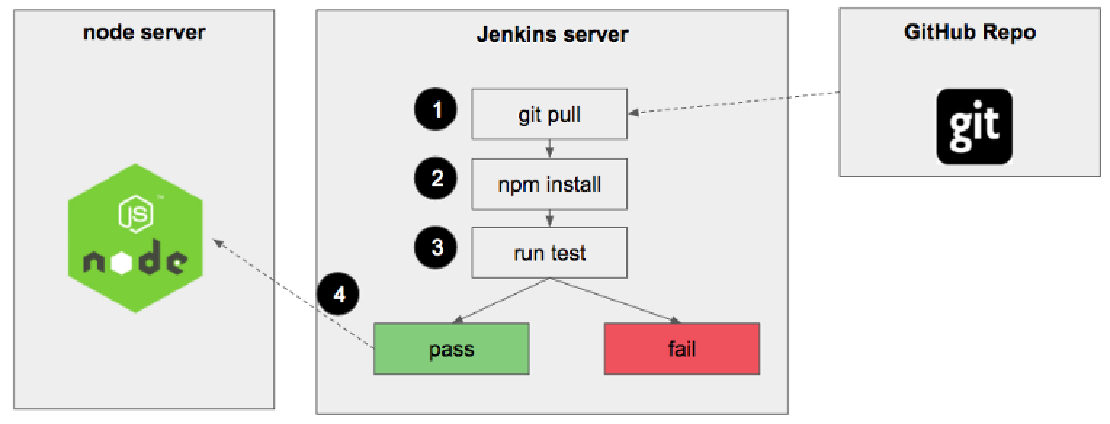 node server
Jenkins server
GitHub Repo
1
git pull
git
2
npm install
3
run test
JS
™
node
4
pass
fail